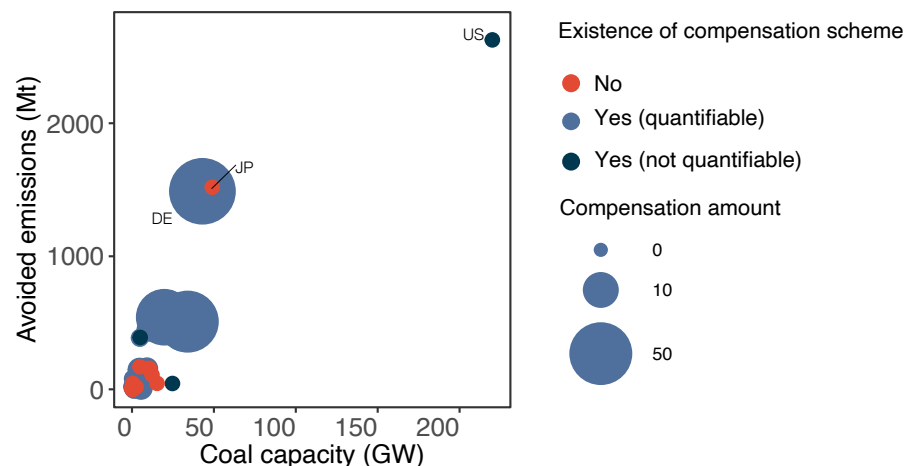 US
JP
DE
2000
1000
0
0
50
100
150
200
Avoided emissions (Mt)
Coal capacity (GW)
Existence of compensation scheme
No
Yes (quantifiable)
Yes (not quantifiable)
Compensation amount
0
10
50